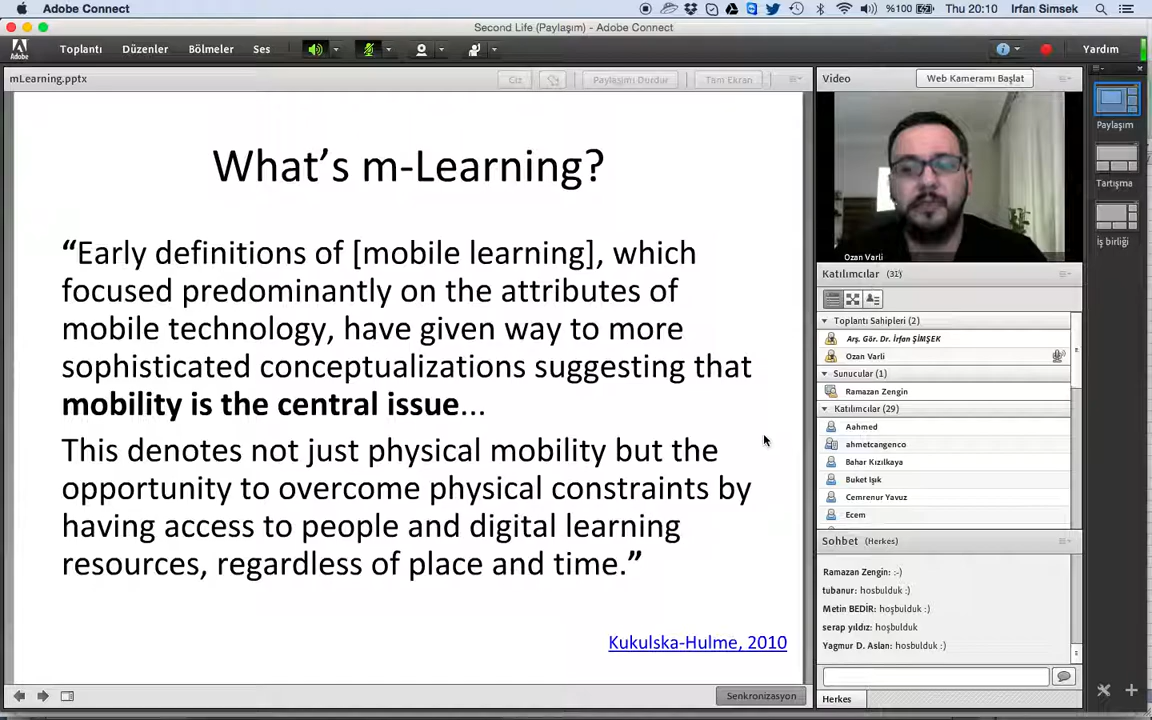 Adobe Connect
%100
Thu 20:10
Irfan Simsek
Second Life (Paylaşım) - Adobe Connect
Adobe
Toplantı
Düzenler
Bölmeler
Ses
Yardım
mLearning.pptx
Çiz
Paylaşımı Durdur
Tam Ekran
What's m-Learning?
“Early definitions of [mobile learning], which
focused predominantly on the attributes of
mobile technology, have given way to more
sophisticated conceptualizations suggesting that
mobility is the central issue...
This denotes not just physical mobility but the
opportunity to overcome physical constraints by
having access to people and digital learning
resources, regardless of place and time.”
Kukulska-Hulme, 2010
Senkronizasyon
Video
Web Kameramı Başlat
Ozan Varli
Katılımcılar (31)
Toplantı Sahipleri (2)
Arş. Gör. Dr. İrfan ŞİMŞEK
Ozan Varli
Sunucular (1)
Ramazan Zengin
Katılımcılar (29)
Aahmed
ahmetcangenco
Bahar Kızılkaya
Buket Işık
Cemrenur Yavuz
Ecem
Sohbet (Herkes)
Ramazan Zengin: :-)
tubanur: hosbulduk :)
Metin BEDİR: hoşbulduk :)
serap yıldız: hoşbulduk
Yagmur D. Aslan: hosbulduk :)
Herkes
Paylaşım
Tartışma
İş birliği